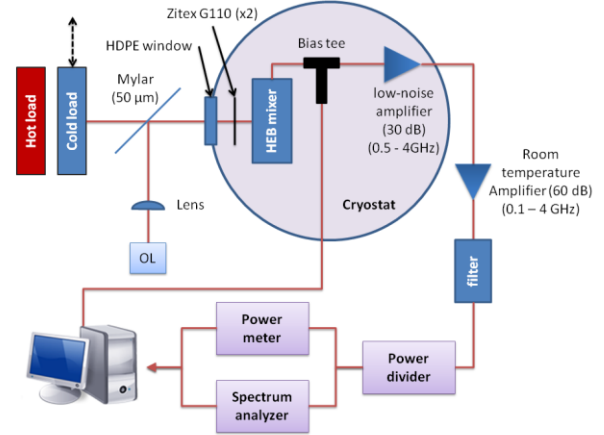 Zitex G110 (x2)
HDPE window
Mylar
(50 µm)
Hot load
Cold load
HEB mixer
Bias tee
low-noise
amplifier
(30 dB)
(0.5 - 4GHz)
Cryostat
Room
temperature
Amplifier (60 dB)
(0.1 – 4 GHz)
Lens
OL
filter
Power
meter
Power
divider
Spectrum
analyzer